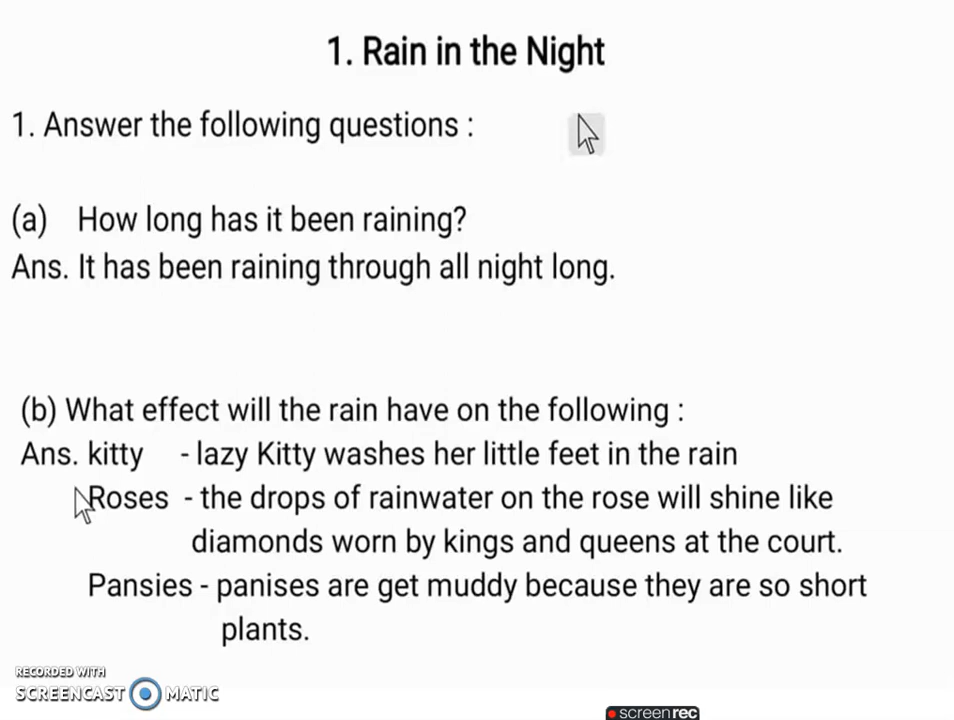 1. Rain in the Night
1. Answer the following questions :
(a) How long has it been raining?
Ans. It has been raining through all night long.
(b) What effect will the rain have on the following :
Ans. kitty - lazy Kitty washes her little feet in the rain
Roses - the drops of rainwater on the rose will shine like
diamonds worn by kings and queens at the court.
Pansies - panises are get muddy because they are so short
plants.
RECORDED WITH
SCREENCAST MATIC
screenrec